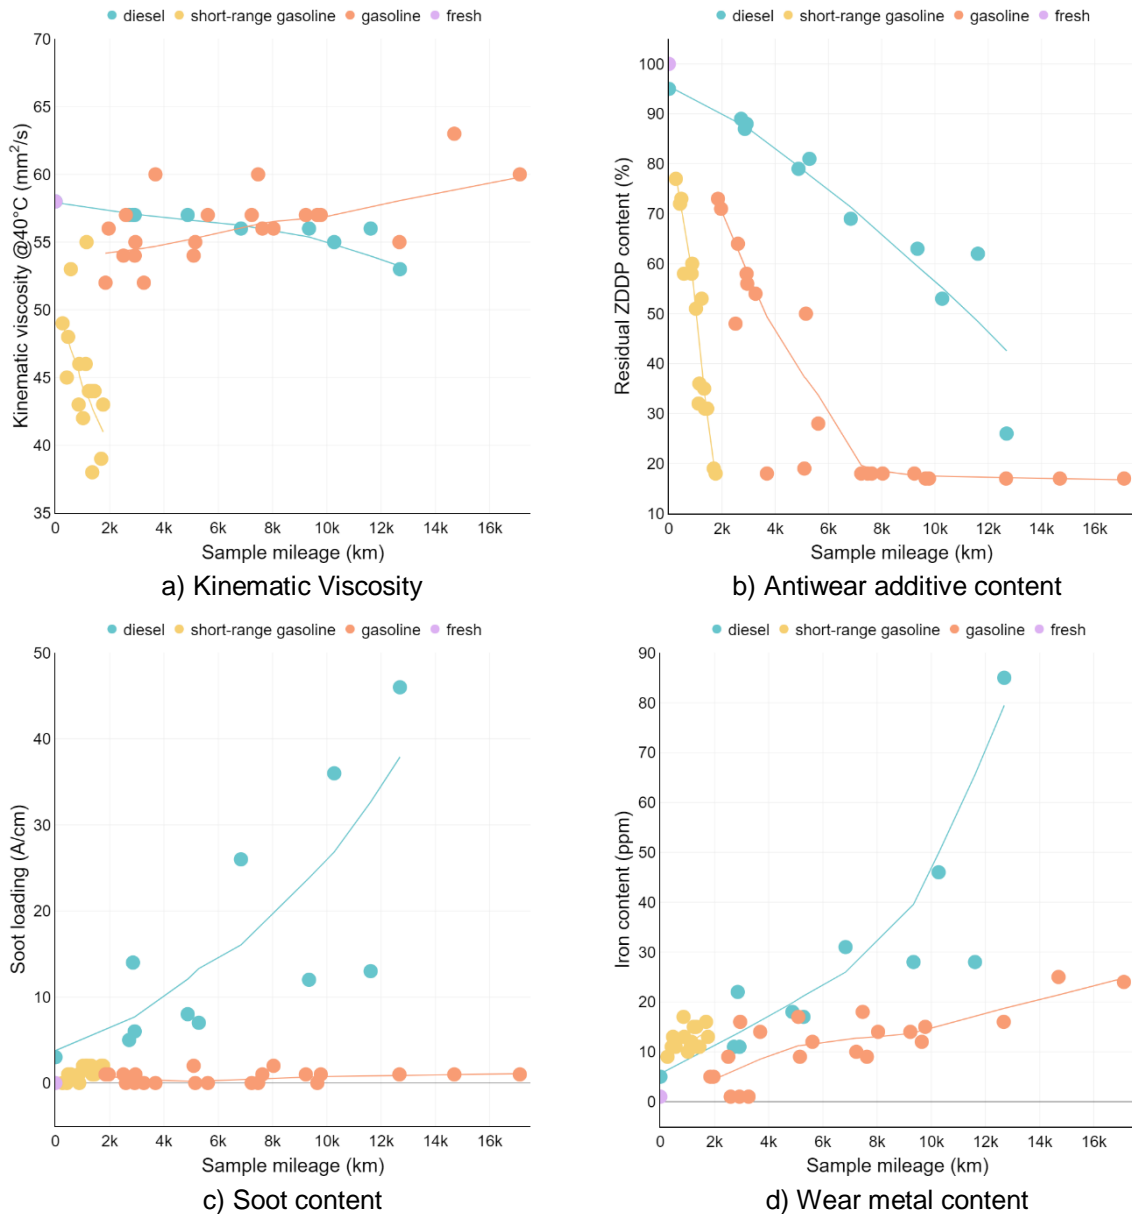 diesel short-range gasoline gasoline fresh
70
65
60
55
50
45
40
35
Kinematic viscosity @40°C (mm²/s)
0 2k 4k 6k 8k 10k 12k 14k 16k
Sample mileage (km)
a) Kinematic Viscosity
diesel short-range gasoline gasoline fresh
100
90
80
70
60
50
40
30
20
10
Residual ZDDP content (%)
0 2k 4k 6k 8k 10k 12k 14k 16k
Sample mileage (km)
b) Antiwear additive content
diesel short-range gasoline gasoline fresh
50
40
30
20
10
0
Soot loading (A/cm)
0 2k 4k 6k 8k 10k 12k 14k 16k
Sample mileage (km)
c) Soot content
diesel short-range gasoline gasoline fresh
90
80
70
60
50
40
30
20
10
0
Iron content (ppm)
0 2k 4k 6k 8k 10k 12k 14k 16k
Sample mileage (km)
d) Wear metal content